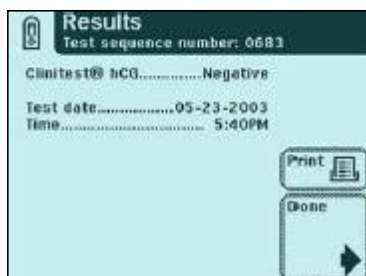 Results
Test sequence number: 0683
Clinitest® hCG..............Negative
Test date..................05-23-2003
Time................................. 5:40PM
Print
Done